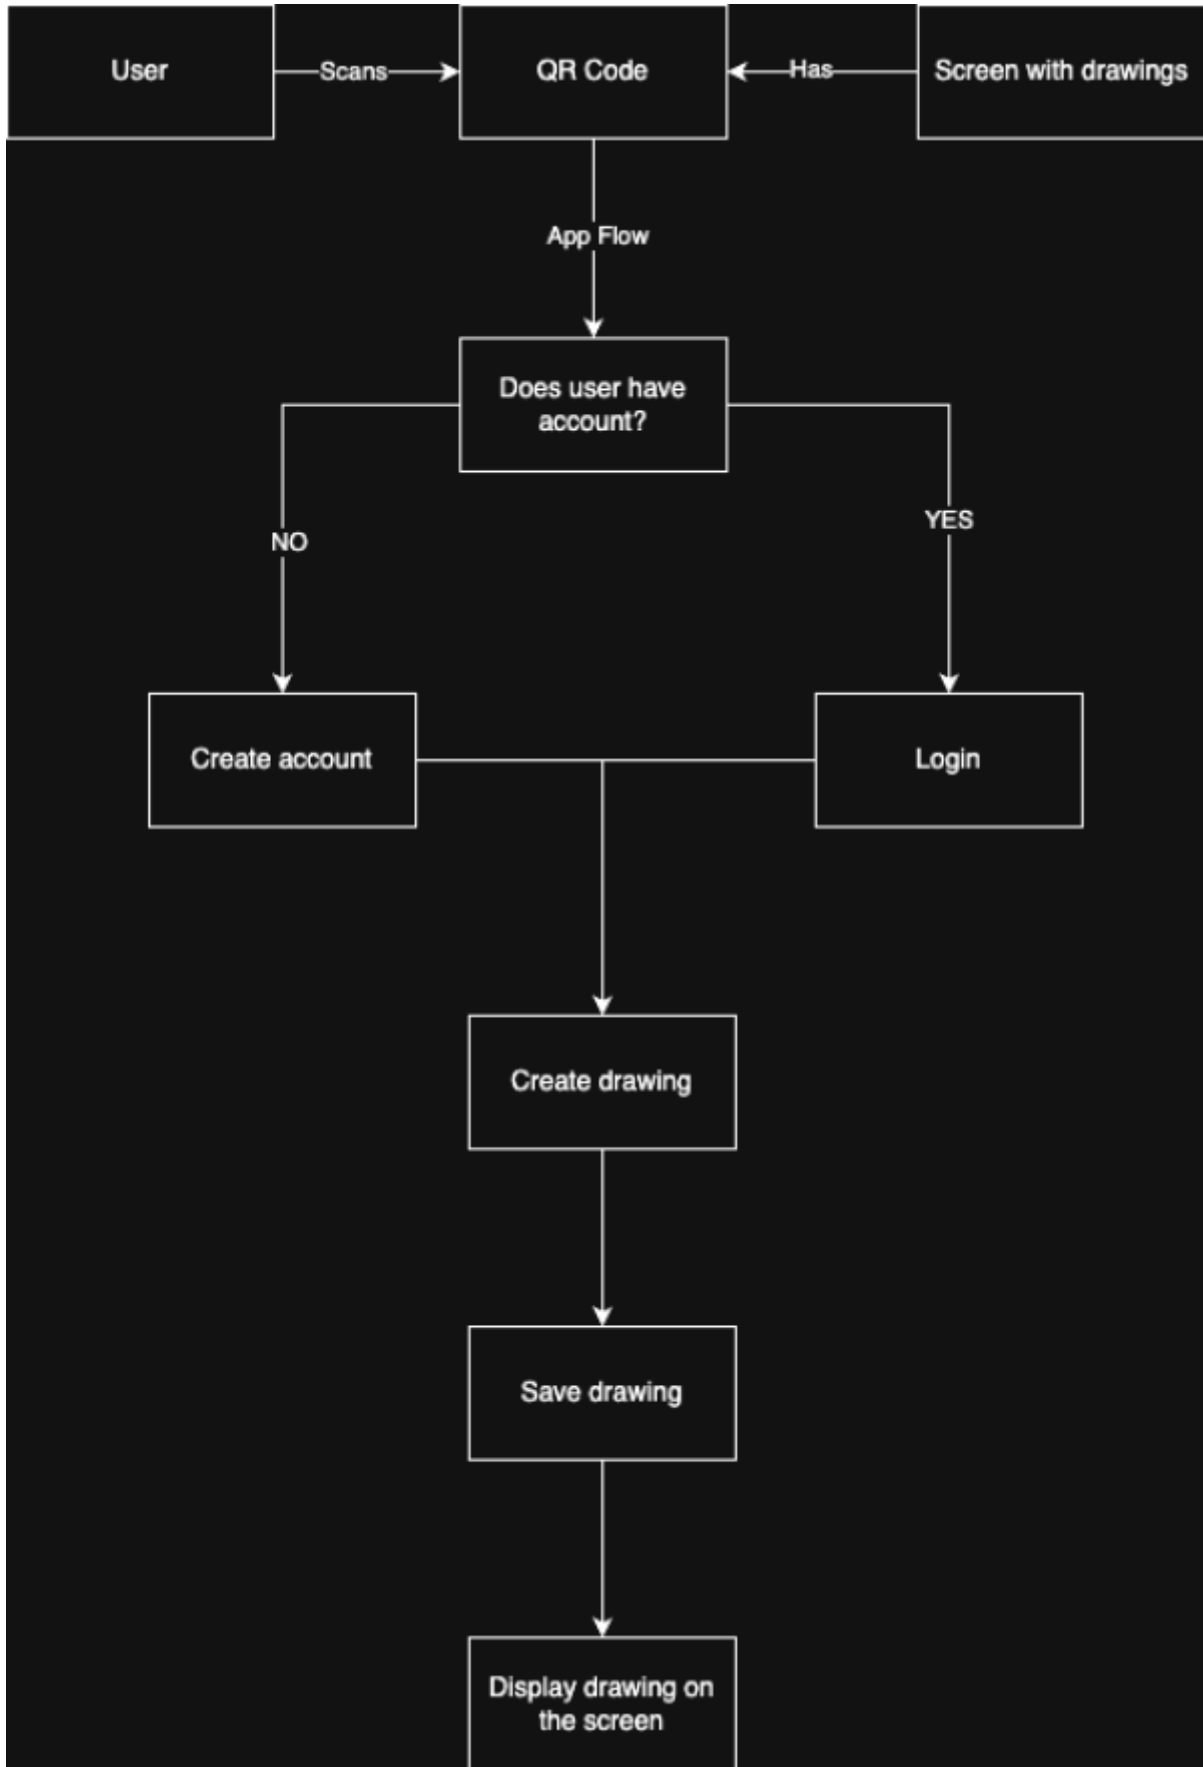 User
Scans
QR Code
Has
Screen with drawings
App Flow
Does user have
account?
NO
YES
Create account
Login
Create drawing
Save drawing
Display drawing on
the screen